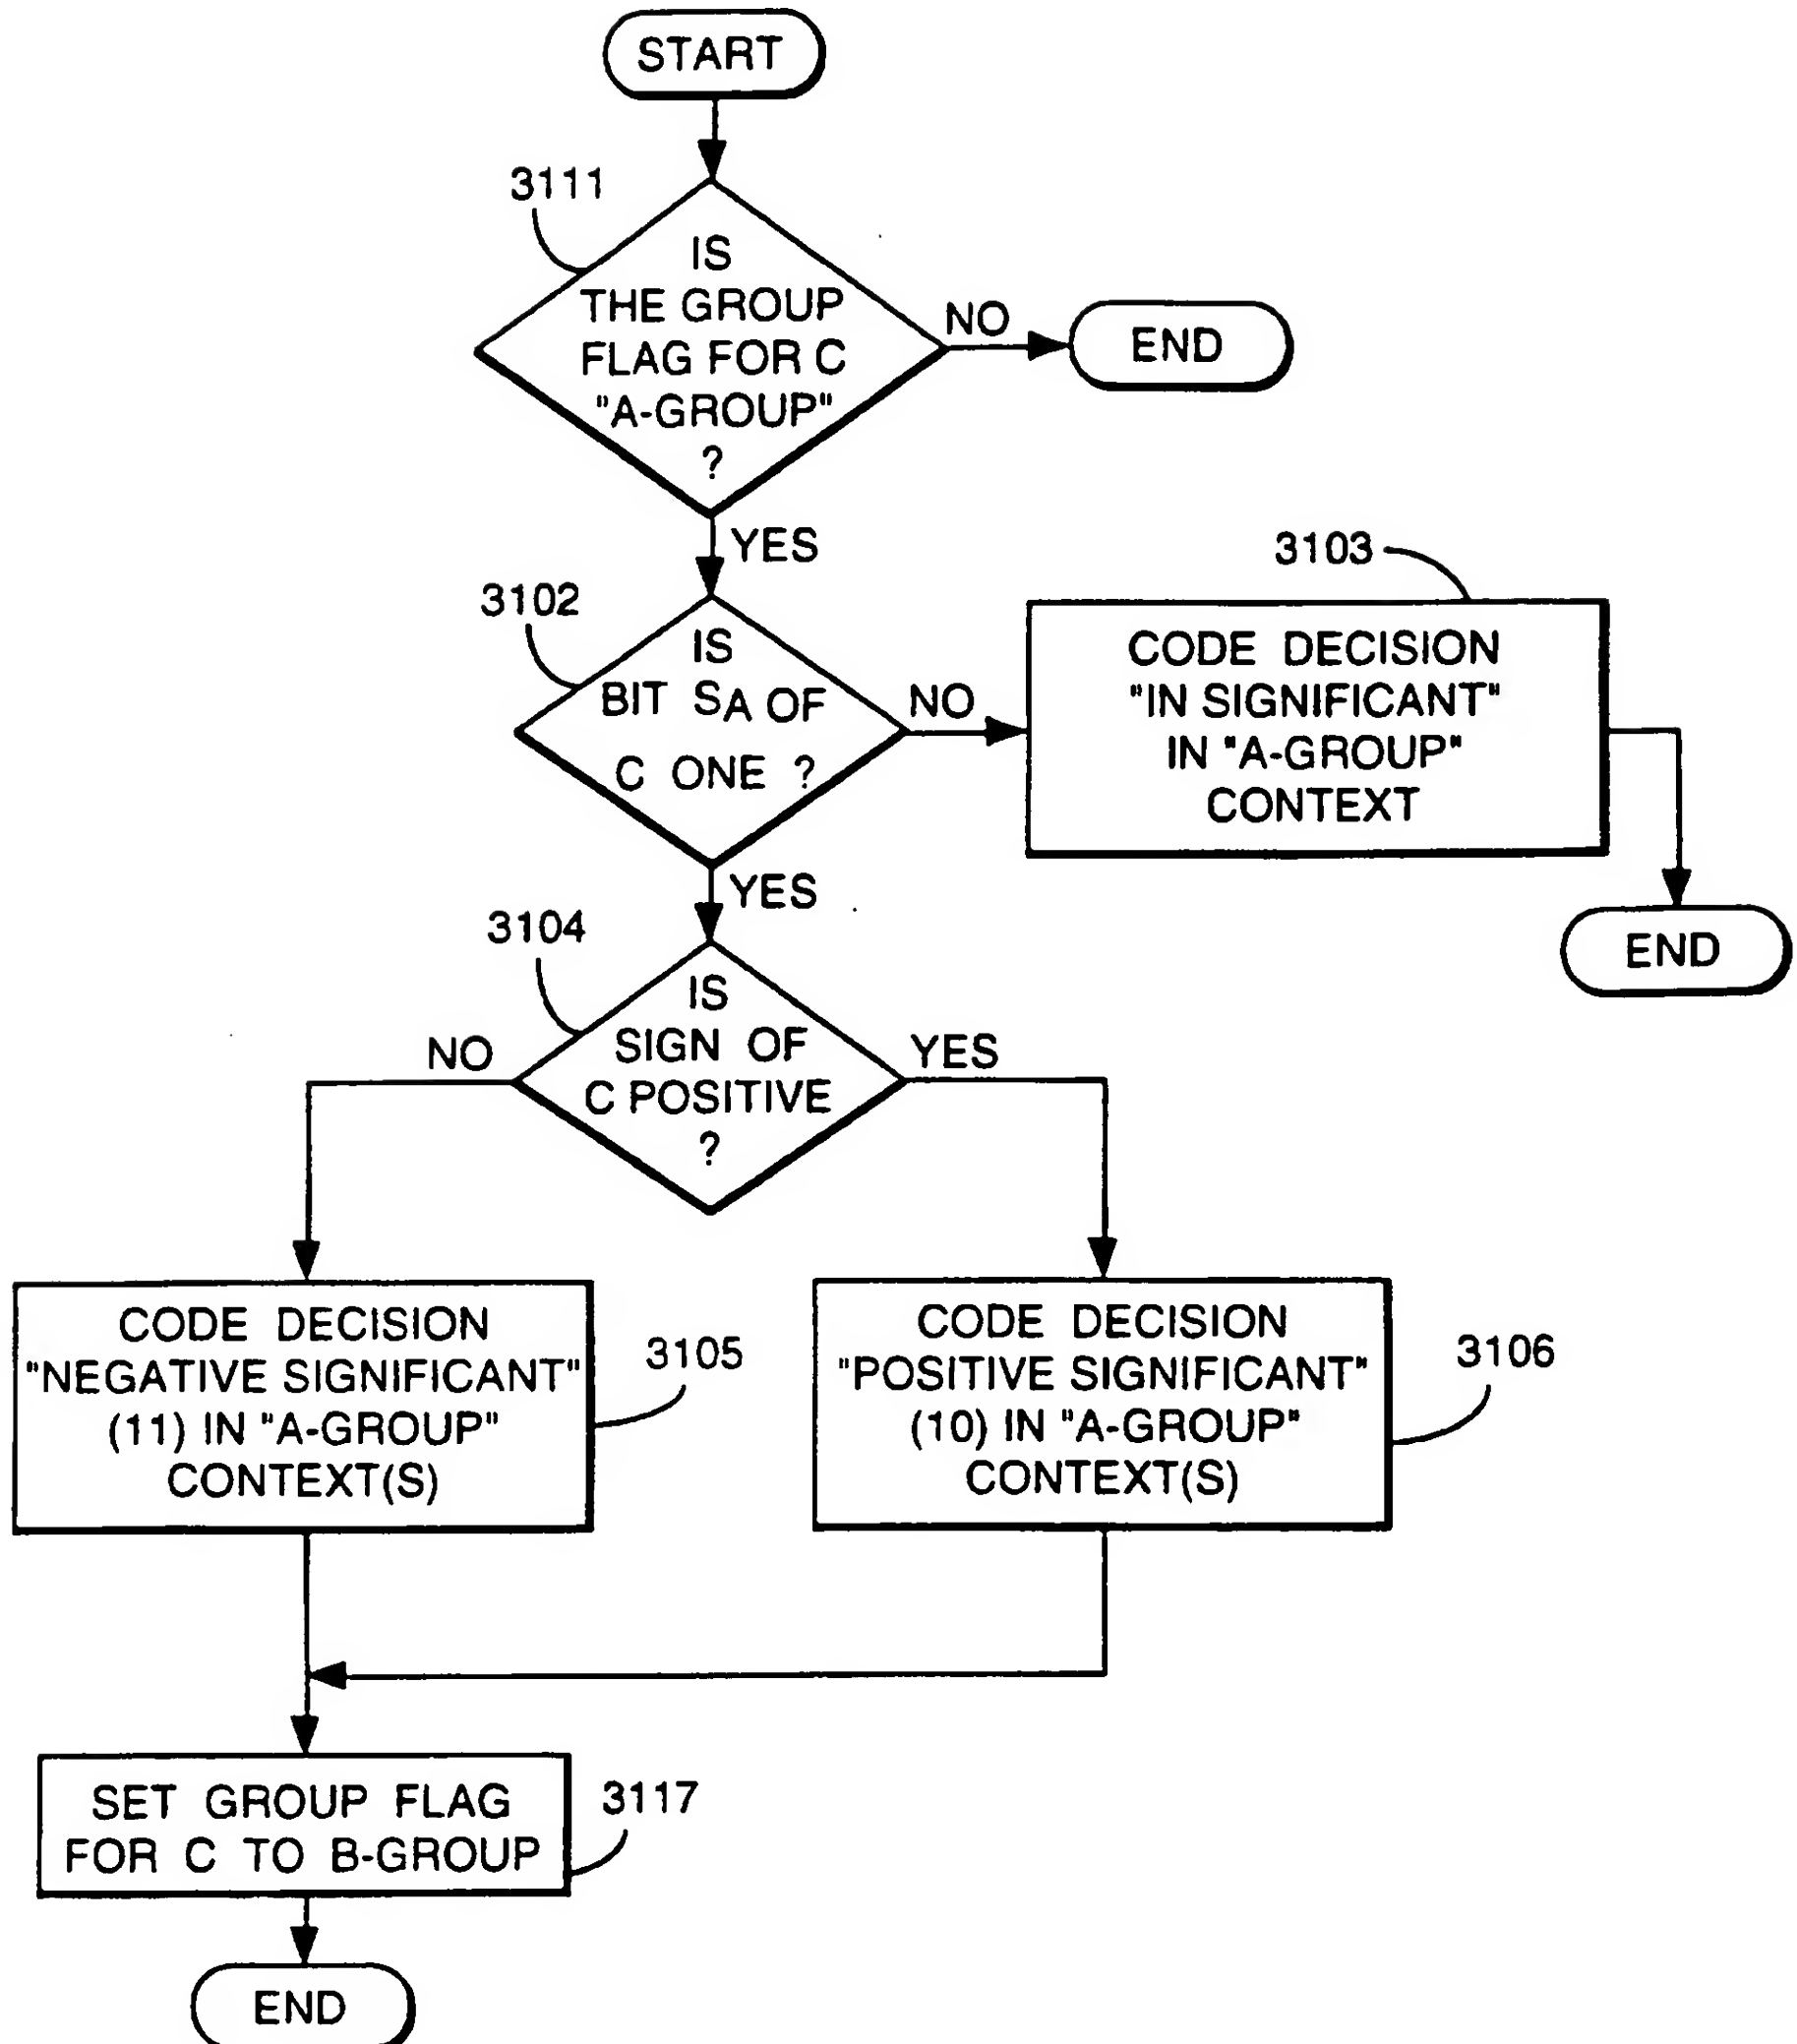 START
3111
IS
THE GROUP
FLAG FOR C
"A-GROUP"
?
NO
END
YES
3102
IS
BIT SA OF
C ONE ?
NO
3103
CODE DECISION
"IN SIGNIFICANT"
IN "A-GROUP"
CONTEXT
END
YES
3104
IS
SIGN OF
C POSITIVE
?
NO
YES
CODE DECISION
"NEGATIVE SIGNIFICANT"
(11) IN "A-GROUP"
CONTEXT(S)
3105
CODE DECISION
"POSITIVE SIGNIFICANT"
(10) IN "A-GROUP"
CONTEXT(S)
3106
SET GROUP FLAG
FOR C TO B-GROUP
3117
END